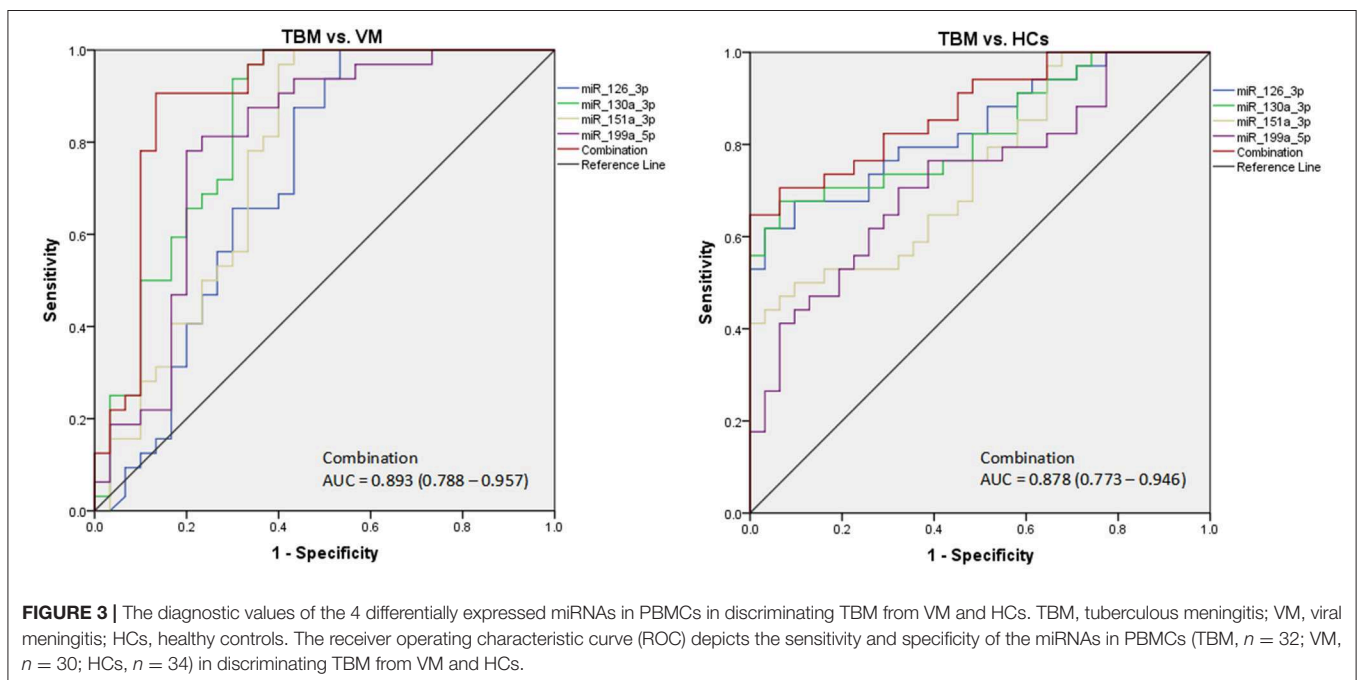 TBM vs. VM
1.0
0.8
0.6
0.4
0.2
0.0
Sensitivity
0.0 0.2 0.4 0.6 0.8 1.0
1 - Specificity
miR_126_3p
miR_130a_3p
miR_151a_3p
miR_199a_5p
Combination
Reference Line
Combination
AUC = 0.893 (0.788 – 0.957)
TBM vs. HCs
1.0
0.8
0.6
0.4
0.2
0.0
Sensitivity
0.0 0.2 0.4 0.6 0.8 1.0
1 - Specificity
miR_126_3p
miR_130a_3p
miR_151a_3p
miR_199a_5p
Combination
Reference Line
Combination
AUC = 0.878 (0.773 – 0.946)
FIGURE 3 | The diagnostic values of the 4 differentially expressed miRNAs in PBMCs in discriminating TBM from VM and HCs. TBM, tuberculous meningitis; VM, viral
meningitis; HCs, healthy controls. The receiver operating characteristic curve (ROC) depicts the sensitivity and specificity of the miRNAs in PBMCs (TBM, n = 32; VM,
n = 30; HCs, n = 34) in discriminating TBM from VM and HCs.